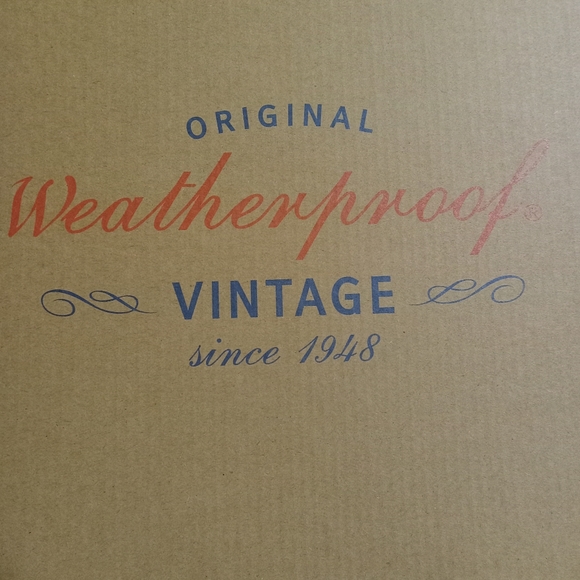 ORIGINAL
Weatherproof®
VINTAGE
since 1948